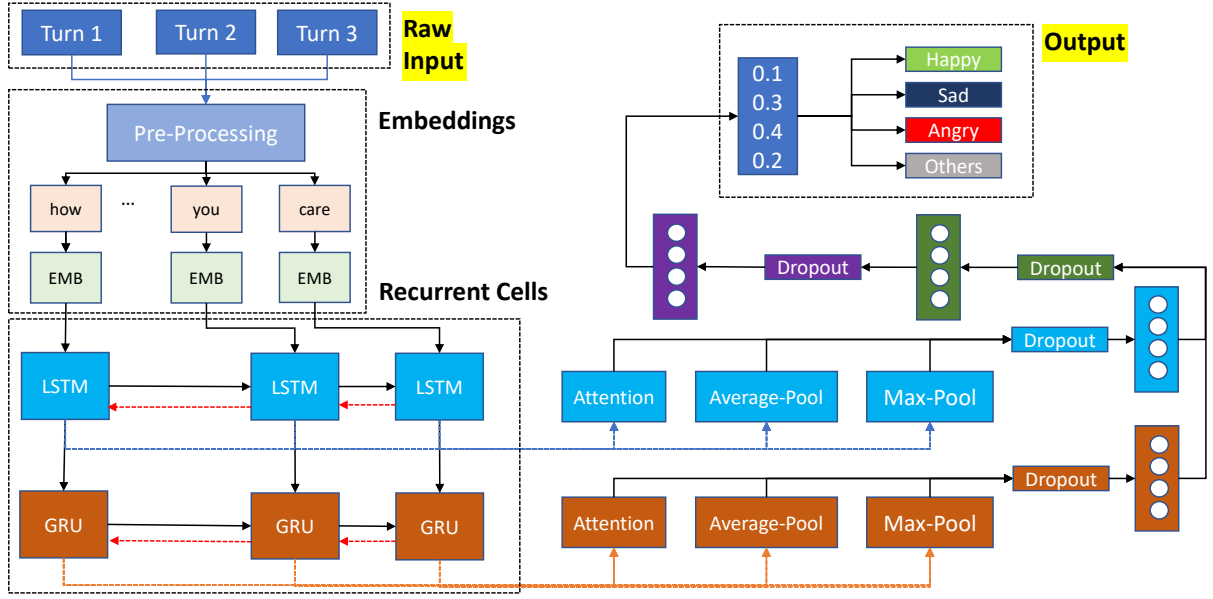 Turn 1
Turn 2
Turn 3
Raw
Input
Pre-Processing
Embeddings
how
...
you
care
EMB
EMB
EMB
Recurrent Cells
LSTM
LSTM
LSTM
GRU
GRU
GRU
Attention
Average-Pool
Max-Pool
Dropout
Attention
Average-Pool
Max-Pool
Dropout
Dropout
Dropout
0.1
0.3
0.4
0.2
Happy
Sad
Angry
Others
Output